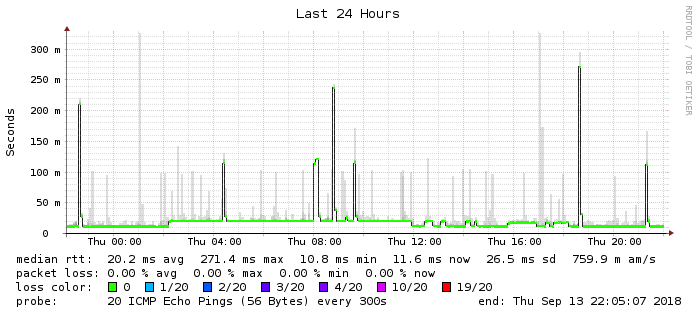 Last 24 Hours
RRDTOOL / TOBI OETIKER
Seconds
300 m
250 m
200 m
150 m
100 m
50 m
0
Thu 00:00 Thu 04:00 Thu 08:00 Thu 12:00 Thu 16:00 Thu 20:00
median rtt: 20.2 ms avg 271.4 ms max 10.8 ms min 11.6 ms now 26.5 ms sd 759.9 m am/s
packet loss: 0.00 % avg 0.00 % max 0.00 % min 0.00 % now
loss color: 0 1/20 2/20 3/20 4/20 10/20 19/20
probe: 20 ICMP Echo Pings (56 Bytes) every 300s end: Thu Sep 13 22:05:07 2018